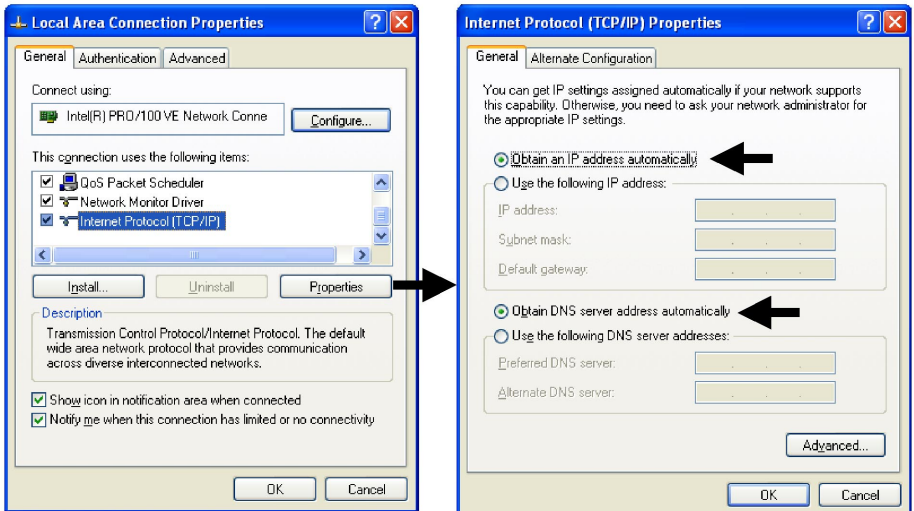 Local Area Connection Properties
General Authentication Advanced
Connect using:
Intel(R) PRO/100 VE Network Conne
Configure...
This connection uses the following items:
QoS Packet Scheduler
Network Monitor Driver
Internet Protocol (TCP/IP)
Install... Uninstall Properties
Description
Transmission Control Protocol/Internet Protocol. The default
wide area network protocol that provides communication
across diverse interconnected networks.
Show icon in notification area when connected
Notify me when this connection has limited or no connectivity
OK Cancel
Internet Protocol (TCP/IP) Properties
General Alternate Configuration
You can get IP settings assigned automatically if your network supports
this capability. Otherwise, you need to ask your network administrator for
the appropriate IP settings.
Obtain an IP address automatically
Use the following IP address:
IP address:
Subnet mask:
Default gateway:
Obtain DNS server address automatically
Use the following DNS server addresses:
Preferred DNS server:
Alternate DNS server:
Advanced...
OK Cancel